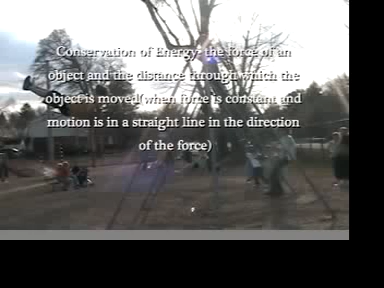 Conservation of Energy- the force of an
object and the distance through which the
object is moved(when force is constant and
motion is in a straight line in the direction
of the force)